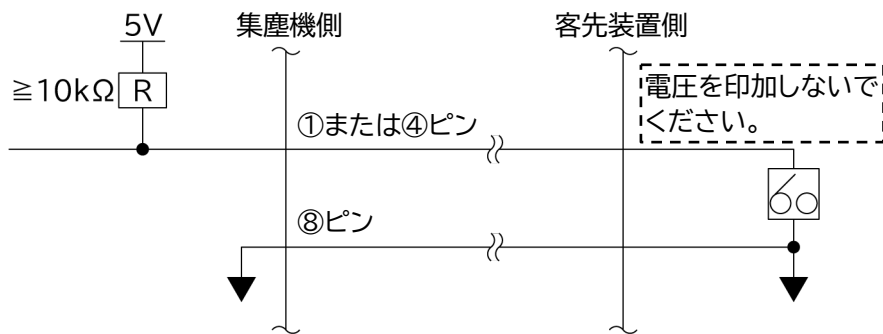 5V
集塵機側
客先装置側
≧10kΩ
R
電圧を印加しないで
ください。
①または④ピン
⑧ピン